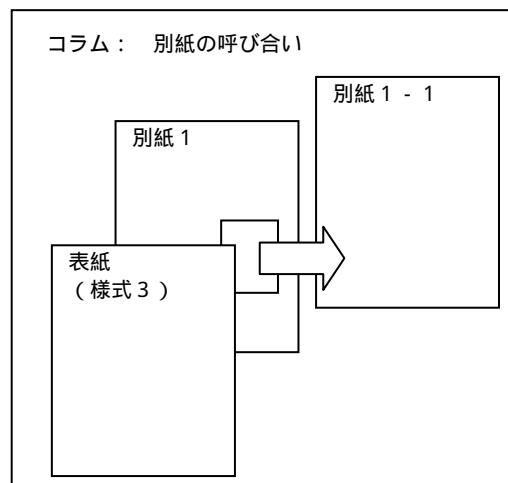 コラム： 別紙の呼び合い
別紙１-１
別紙１
表紙
（様式３）